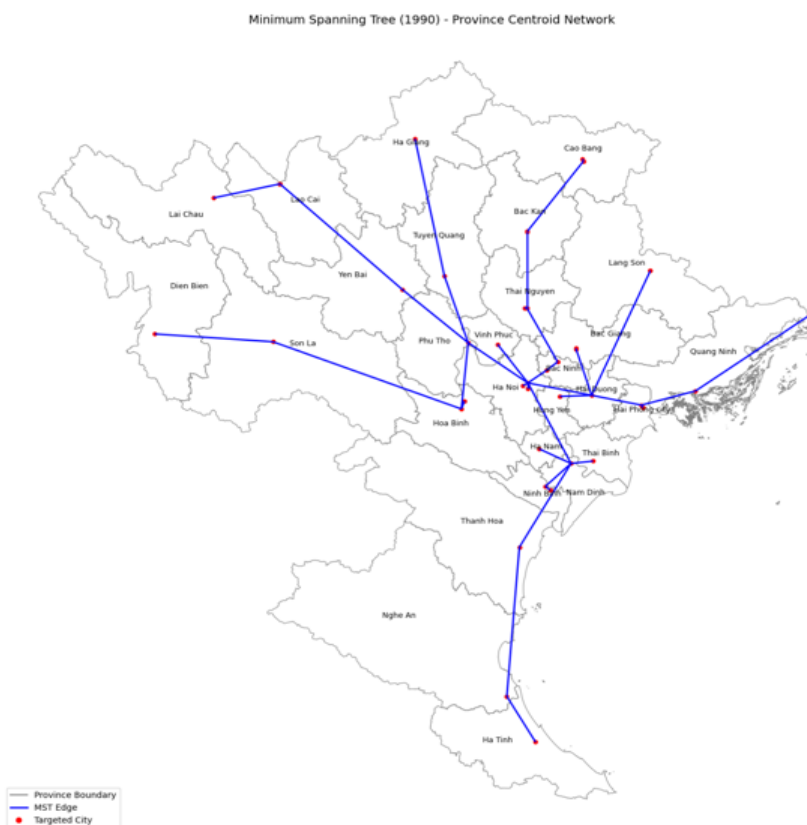 Minimum Spanning Tree (1990) - Province Centroid Network
Ha Giang
Cao Bang
Lao Cai
Lai Chau
Bac Kan
Tuyen Quang
Lang Son
Yen Bai
Dien Bien
Thai Nguyen
Bac Giang
Vinh Phuc
Phu Tho
Son La
Quang Ninh
Bac Ninh
Ha Noi
Hai Duong
Hung Yen
Hai Phong City
Hoa Binh
Ha Nam
Thai Binh
Ninh Binh
Nam Dinh
Thanh Hoa
Nghe An
Ha Tinh
Province Boundary
MST Edge
Targeted City